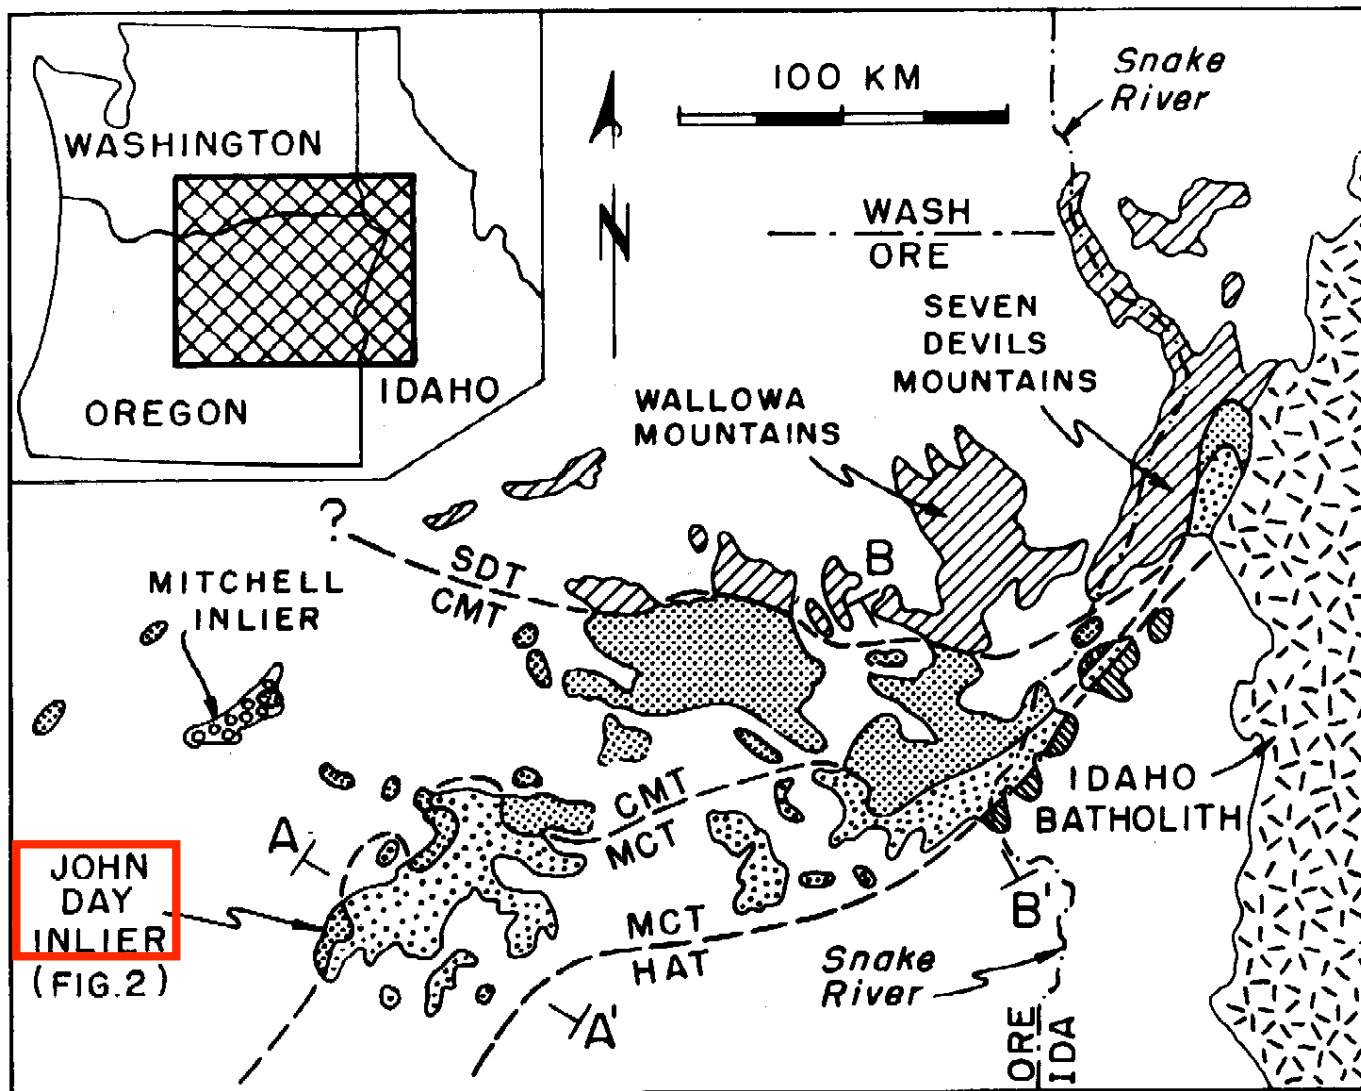 WASHINGTON
OREGON
IDAHO
N
100 KM
Snake
River
WASH
ORE
SEVEN
DEVILS
MOUNTAINS
WALLOWA
MOUNTAINS
?
SDT
CMT
B
MITCHELL
INLIER
CMT
MCT
IDAHO
BATHOLITH
A
JOHN
DAY
INLIER
(FIG.2)
MCT
HAT
B'
Snake
River
A'
ORE
IDA